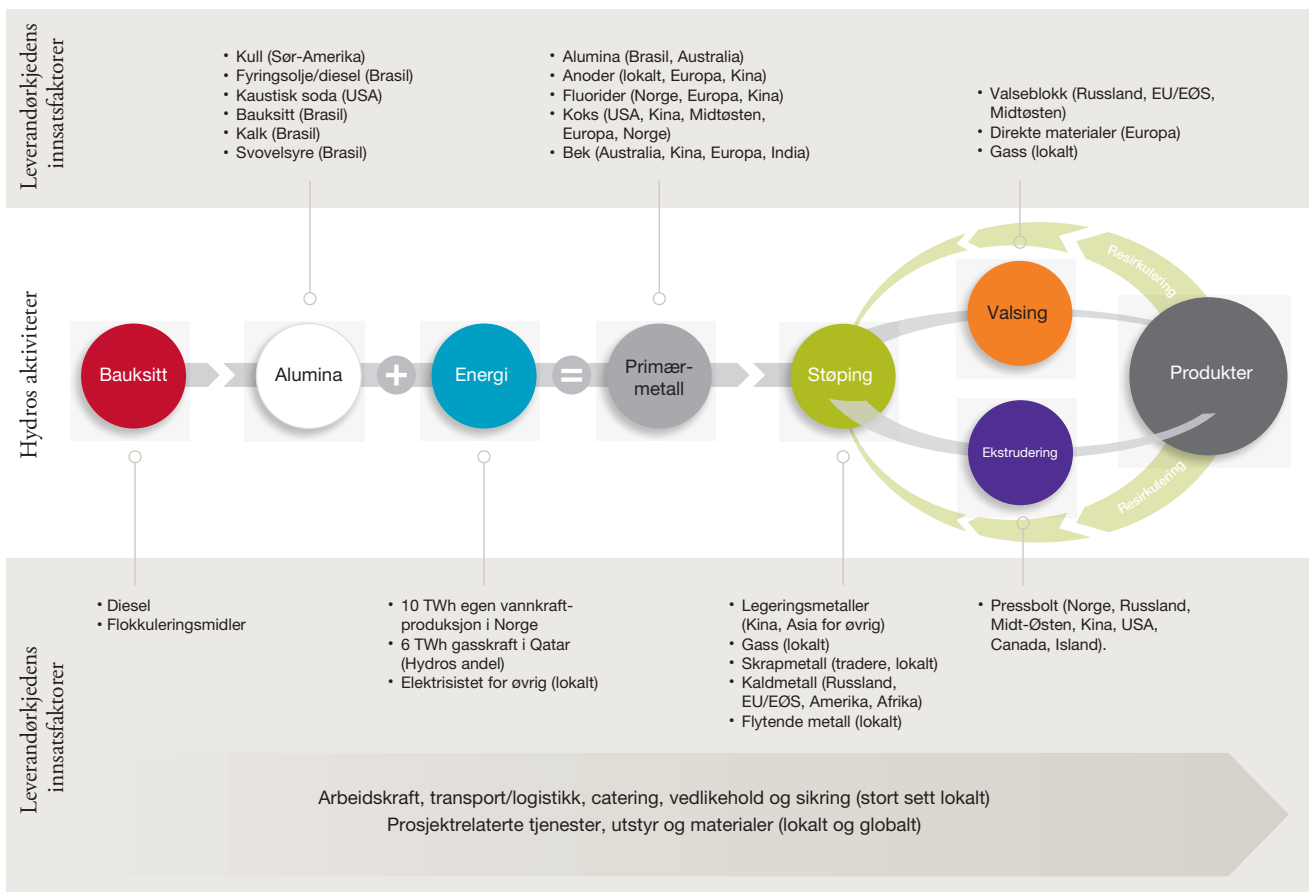 Leverandørkjedens
innsatsfaktorer
• Kull (Sør-Amerika)
• Fyringsolje/diesel (Brasil)
• Kaustisk soda (USA)
• Bauksitt (Brasil)
• Kalk (Brasil)
• Svovelsyre (Brasil)
• Alumina (Brasil, Australia)
• Anoder (lokalt, Europa, Kina)
• Fluorider (Norge, Europa, Kina)
• Koks (USA, Kina, Midtøsten,
Europa, Norge)
• Bek (Australia, Kina, Europa, India)
• Valseblokk (Russland, EU/EØS,
Midtøsten)
• Direkte materialer (Europa)
• Gass (lokalt)
Hydros aktiviteter
Bauksitt
Alumina
+
Energi
=
Primær-
metall
Støping
Valsing
Ekstrudering
Resirkulering
Resirkulering
Produkter
Leverandørkjedens
innsatsfaktorer
• Diesel
• Flokkuleringsmidler
• 10 TWh egen vannkraft-
produksjon i Norge
• 6 TWh gasskraft i Qatar
(Hydros andel)
• Elektrisistet for øvrig (lokalt)
• Legeringsmetaller
(Kina, Asia for øvrig)
• Gass (lokalt)
• Skrapmetall (tradere, lokalt)
• Kaldmetall (Russland,
EU/EØS, Amerika, Afrika)
• Flytende metall (lokalt)
• Pressbolt (Norge, Russland,
Midt-Østen, Kina, USA,
Canada, Island).
Arbeidskraft, transport/logistikk, catering, vedlikehold og sikring (stort sett lokalt)
Prosjektrelaterte tjenester, utstyr og materialer (lokalt og globalt)